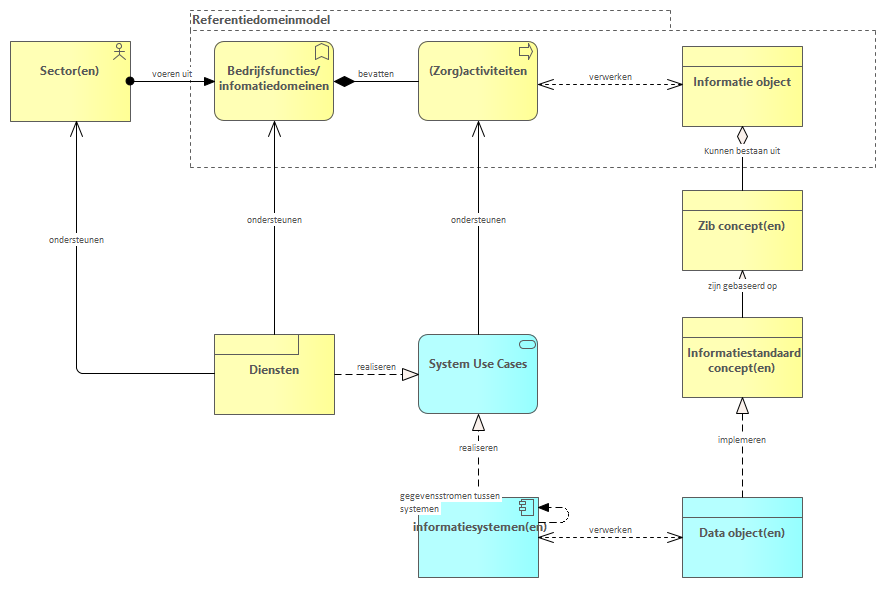 Referentiedomeinmodel
Sector(en)
voeren uit
Bedrijfsfuncties/
infomatiedomeinen
bevatten
(Zorg)activiteiten
verwerken
Informatie object
Kunnen bestaan uit
ondersteunen
ondersteunen
ondersteunen
Zib concept(en)
zijn gebaseerd op
Diensten
realiseren
System Use Cases
Informatiestandaard
concept(en)
realiseren
implemeren
gegevensstromen tussen
systemen
informatiesystemen(en)
verwerken
Data object(en)